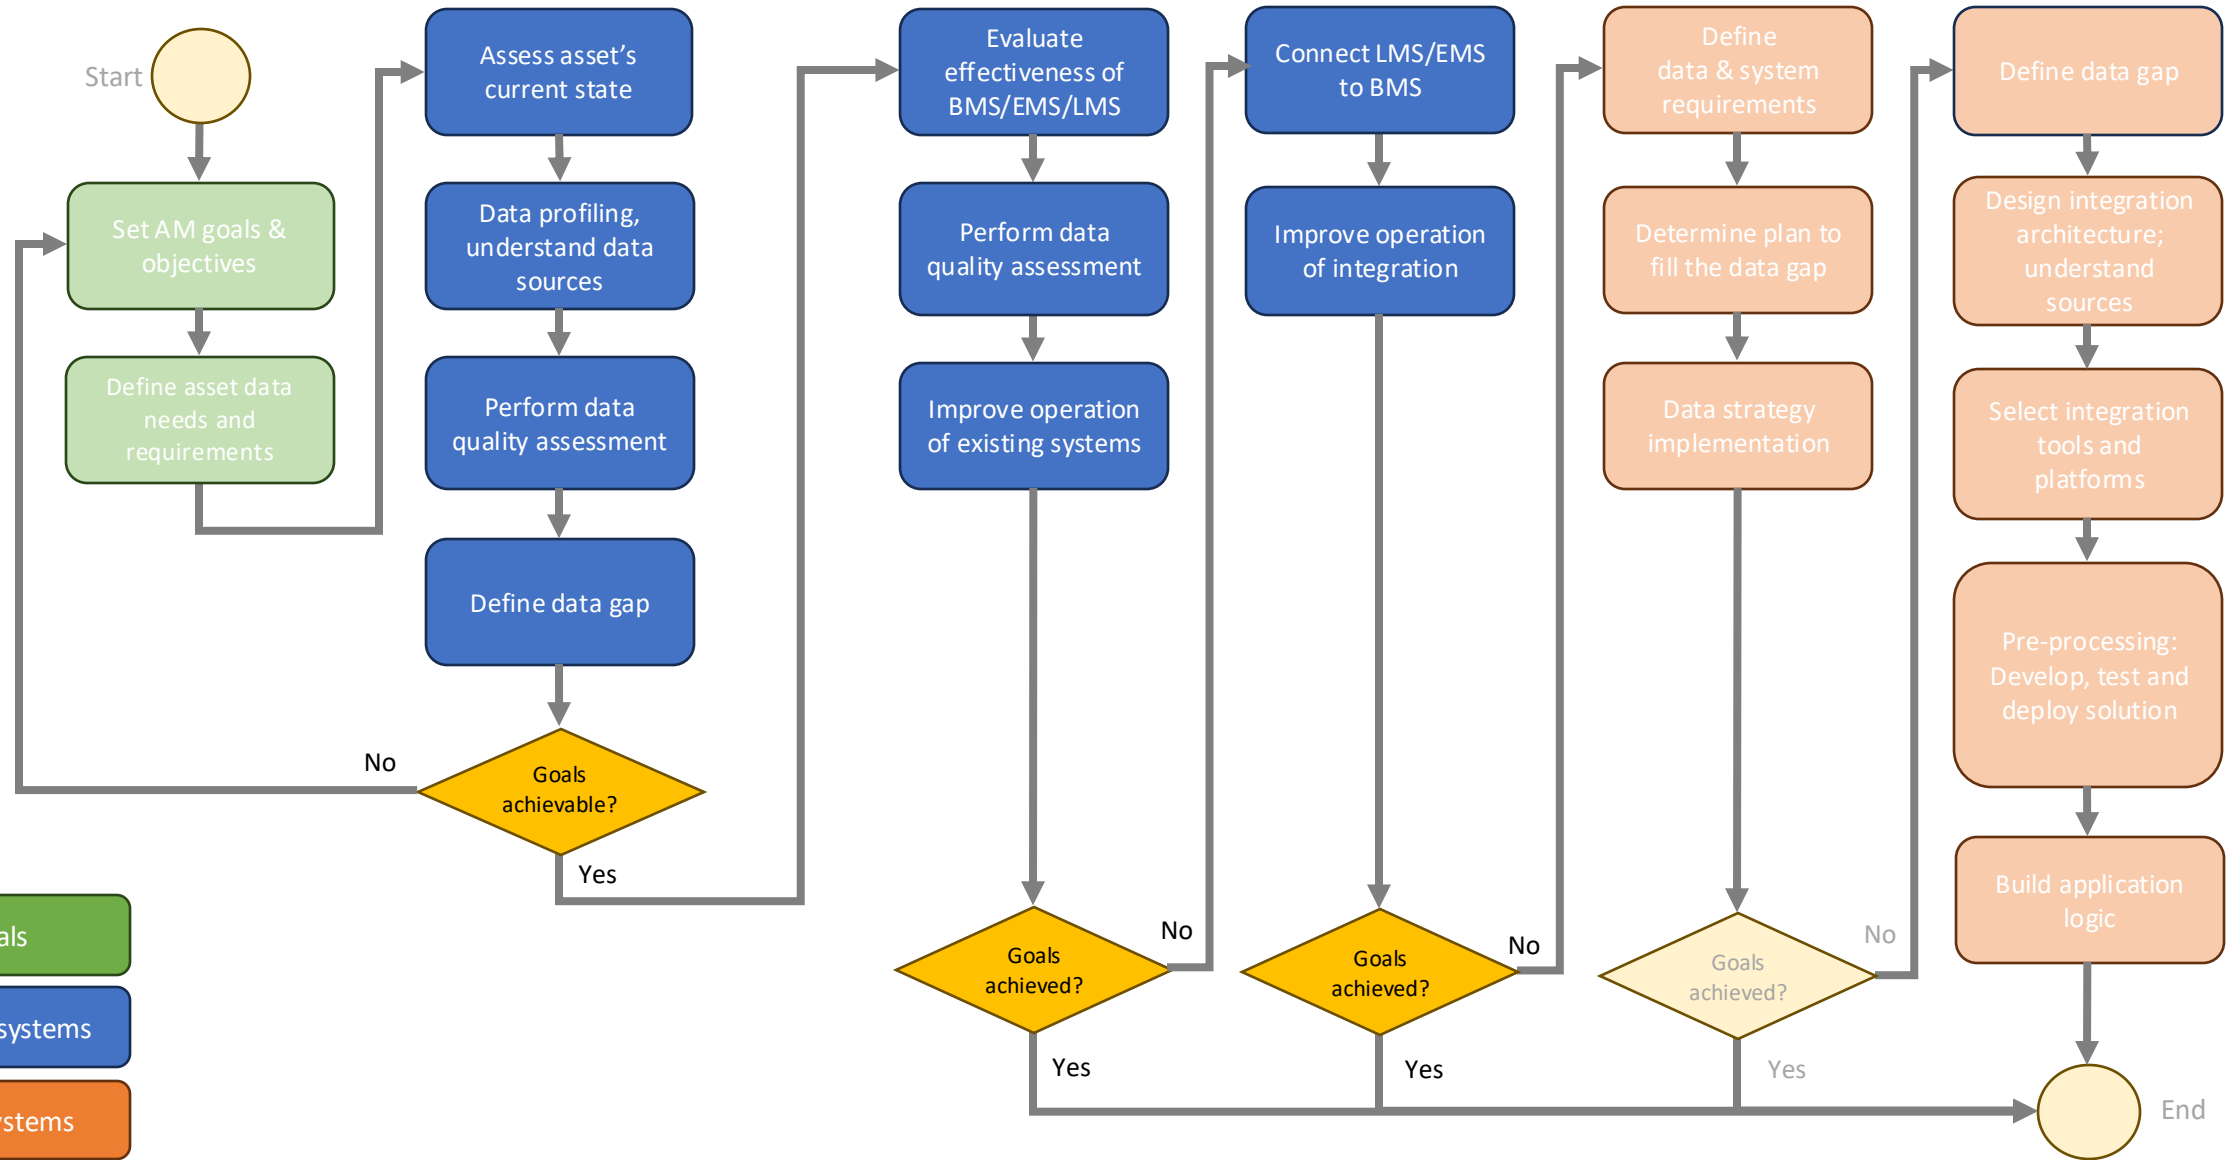 Start
Set AM goals &
objectives
Define asset data
needs and
requirements
Assess asset's
current state
Data profiling,
understand data
sources
Perform data
quality assessment
Define data gap
Goals
achievable?
No
Yes
Evaluate
effectiveness of
BMS/EMS/LMS
Perform data
quality assessment
Improve operation
of existing systems
Goals
achieved?
No
Yes
Connect LMS/EMS
to BMS
Improve operation
of integration
Goals
achieved?
No
Yes
Define
data & system
requirements
Determine plan to
fill the data gap
Data strategy
implementation
Goals
achieved?
No
Yes
Define data gap
Design integration
architecture;
understand
sources
Select integration
tools and
platforms
Pre-processing:
Develop, test and
deploy solution
Build application
logic
End
systems